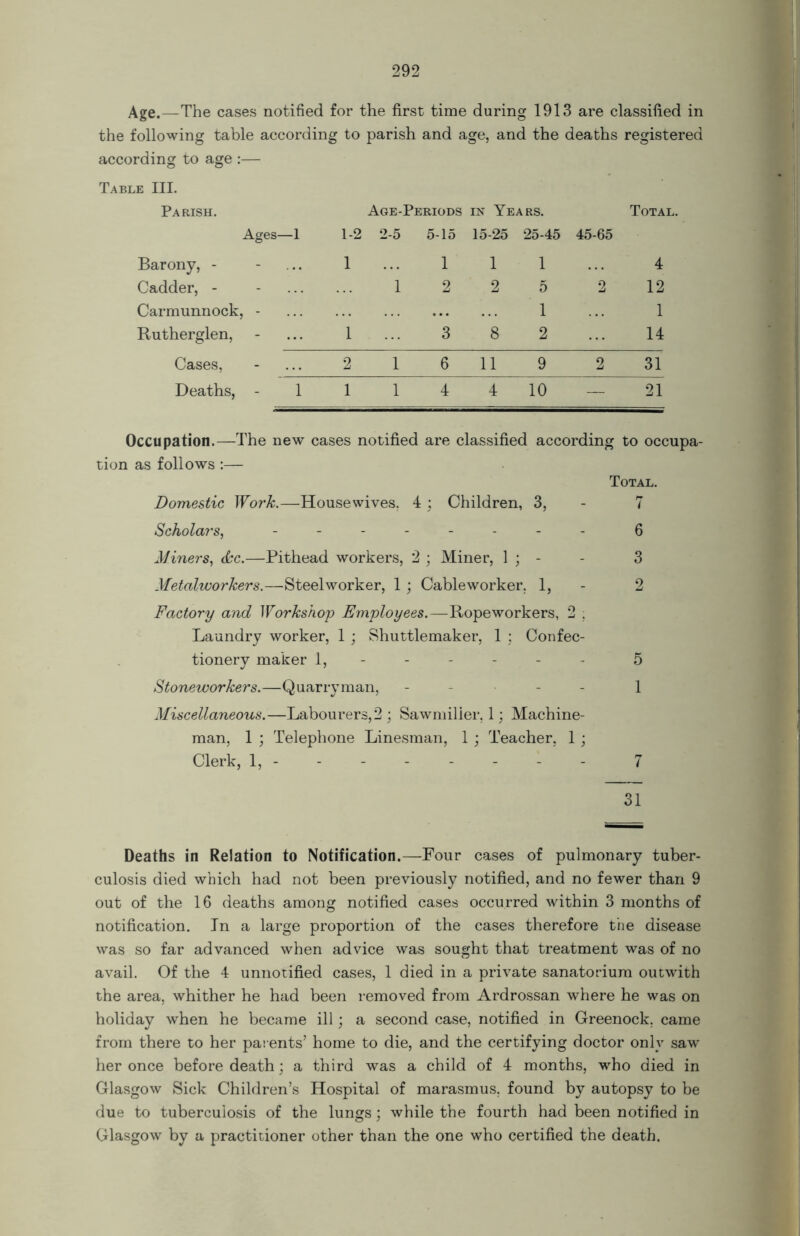 292
Age.—The cases notified for the first time during 1913 are classified in
the following table according to parish and age, and the deaths registered
according to age :—
Table III.
Parish. Age-Periods in Years. Total.
Ages—1 1-2 2-5 5-15 15-25 25-45 45-65
Barony, - - ... 1 ... 1 1 1 ... 4
Cadder, - - ... ... 1 2 2 5 2 12
Carmunnock, - ... ... ... ... ... 1 ... 1
Rutherglen, - ... 1 ... 3 8 2 ... 14
Cases, - ... 2 1 6 11 9 2 31
Deaths, - 1 1 1 4 4 10 — 21
Occupation.—The new cases notified are classified according to occupa-
tion as follows :—
Total.
Domestic Work.—Housewives, 4 ; Children, 3, - 7
Scholars, - - - - - - - - 6
Miners, &c.—Pithead workers, 2 ; Miner, 1 ; - - 3
Metalworkers.—Steelworker, 1 ; Cableworker, 1, - 2
Factory and Workshop Employees.—Ropeworkers, 2 ;
Laundry worker, 1 ; Shuttlemaker, 1 ; Confec-
tionery maker 1, - - - - - - 5
Stoneworkers.—Quarryman, - - - - - 1
Miscellaneous.—Labourers, 2 ; Sawmiller, 1 ; Machine-
man, 1 ; Telephone Linesman, 1 ; Teacher, 1 ;
Clerk, 1, - - - - - - - - 7
31
Deaths in Relation to Notification.—Four cases of pulmonary tuber-
culosis died which had not been previously notified, and no fewer than 9
out of the 16 deaths among notified cases occurred within 3 months of
notification. In a large proportion of the cases therefore the disease
was so far advanced when advice was sought that treatment was of no
avail. Of the 4 unnotified cases, 1 died in a private sanatorium outwith
the area, whither he had been removed from Ardrossan where he was on
holiday when he became ill ; a second case, notified in Greenock, came
from there to her parents' home to die, and the certifying doctor only saw
her once before death ; a third was a child of 4 months, who died in
Glasgow Sick Children's Hospital of marasmus, found by autopsy to be
due to tuberculosis of the lungs ; while the fourth had been notified in
Glasgow by a practitioner other than the one who certified the death.